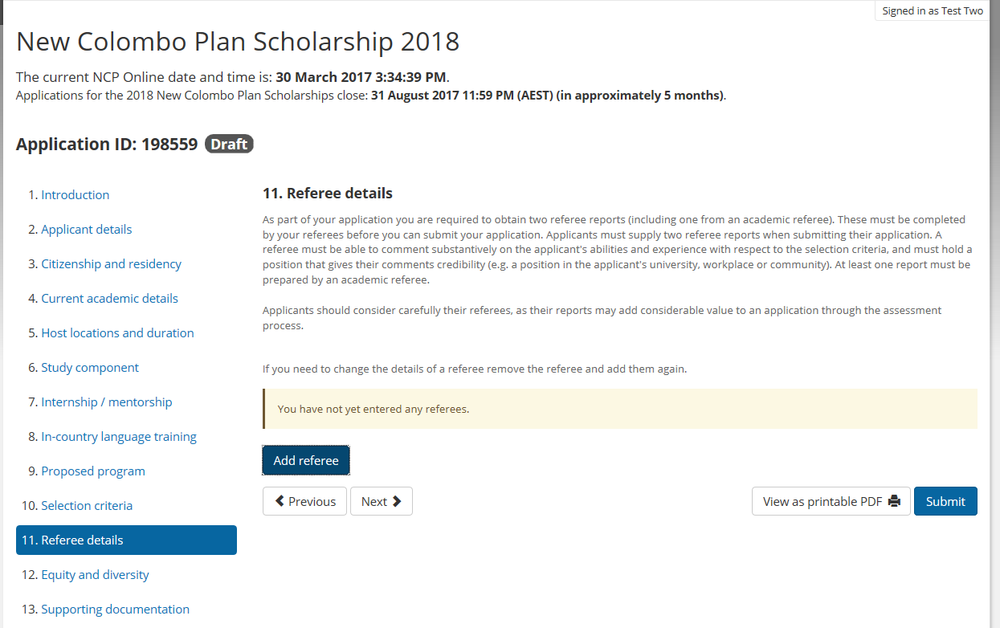 Signed in as Test Two
New Colombo Plan Scholarship 2018
The current NCP Online date and time is: 30 March 2017 3:34:39 PM.
Applications for the 2018 New Colombo Plan Scholarships close: 31 August 2017 11:59 PM (AEST) (in approximately 5 months).
Application ID: 198559 Draft
1. Introduction
2. Applicant details
3. Citizenship and residency
4. Current academic details
5. Host locations and duration
6. Study component
7. Internship / mentorship
8. In-country language training
9. Proposed program
10. Selection criteria
11. Referee details
12. Equity and diversity
13. Supporting documentation
11. Referee details
As part of your application you are required to obtain two referee reports (including one from an academic referee). These must be completed
by your referees before you can submit your application. Applicants must supply two referee reports when submitting their application. A
referee must be able to comment substantively on the applicant's abilities and experience with respect to the selection criteria, and must hold a
position that gives their comments credibility (e.g. a position in the applicant's university, workplace or community). At least one report must be
prepared by an academic referee.
Applicants should consider carefully their referees, as their reports may add considerable value to an application through the assessment
process.
If you need to change the details of a referee remove the referee and add them again.
You have not yet entered any referees.
Add referee
Previous Next View as printable PDF Submit